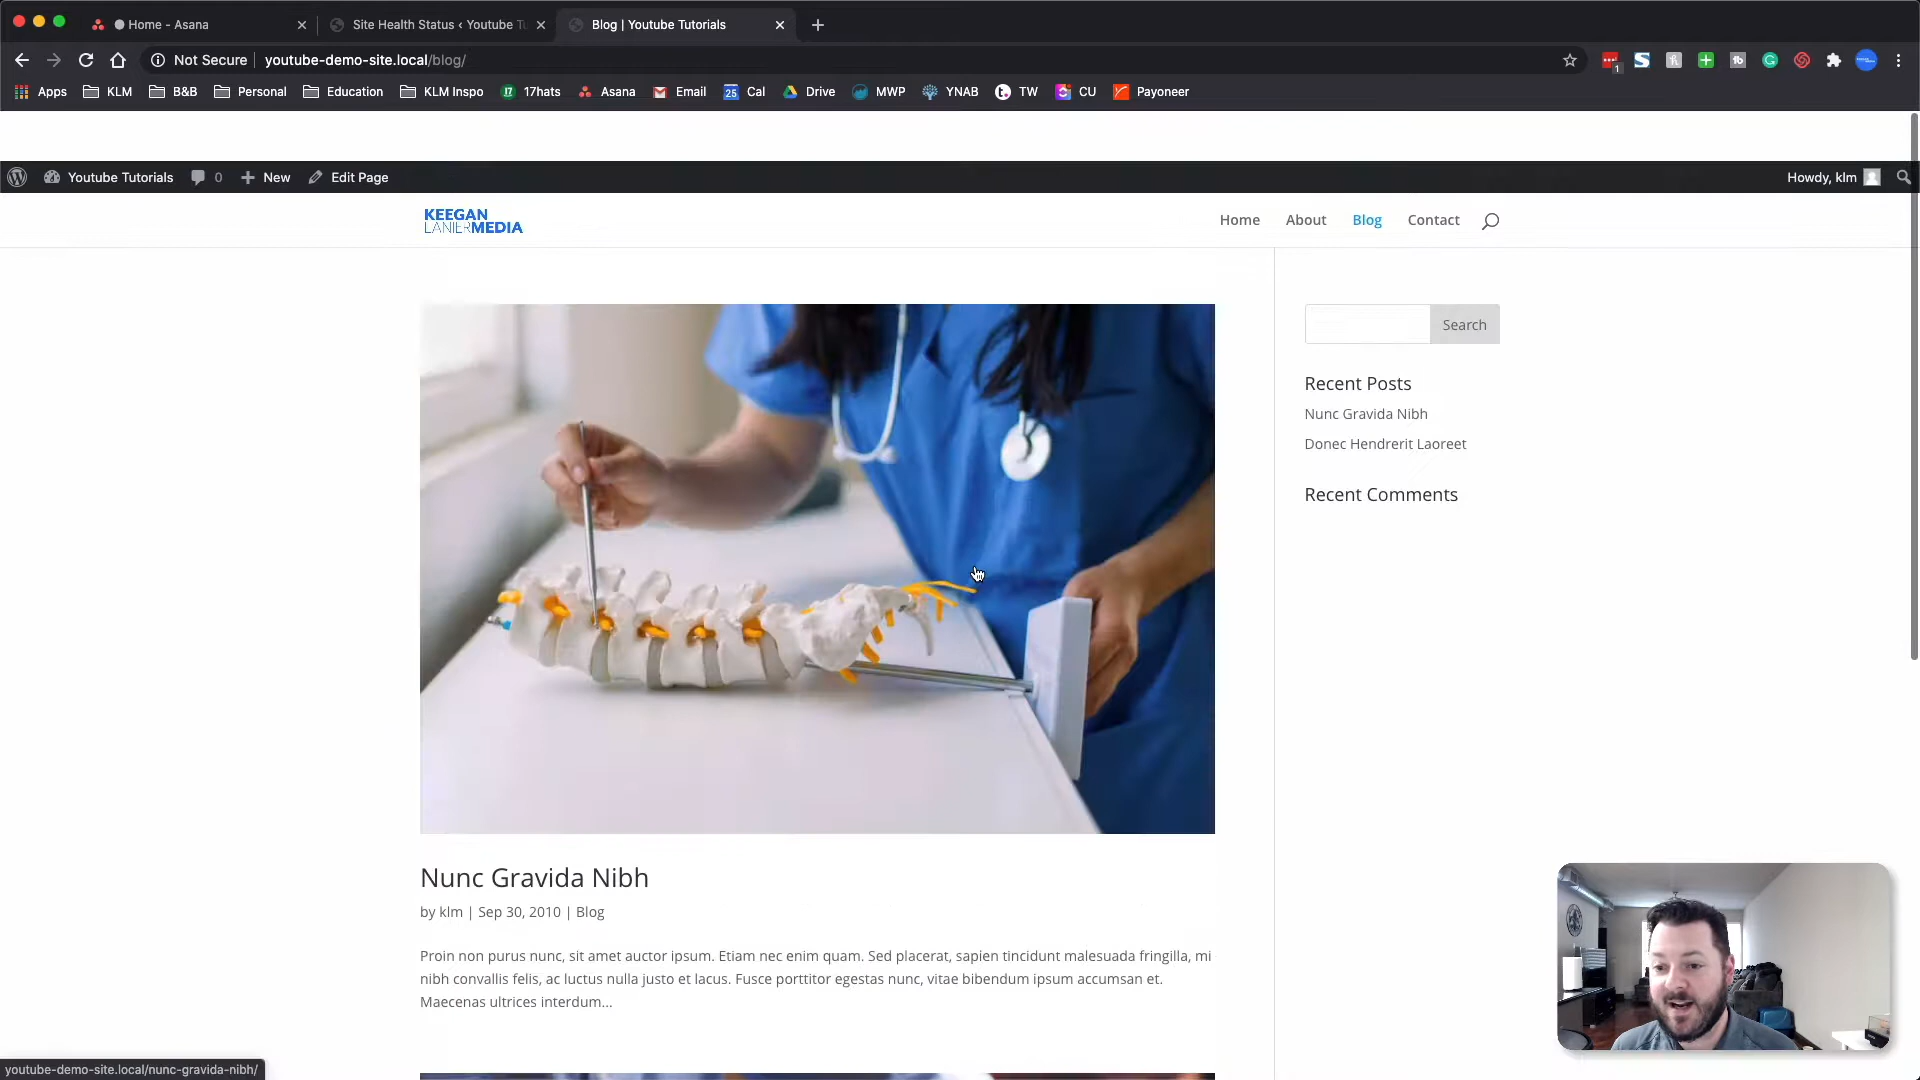 Home - Asana
Site Health Status ‹ Youtube Tu
Blog | Youtube Tutorials
Not Secure youtube-demo-site.local/blog/
1
Apps KLM B&B Personal Education KLM Inspo 17hats Asana Email 25 Cal Drive MWP YNAB TW CU Payoneer
Youtube Tutorials 0 New Edit Page Howdy, klm
KEEGAN
LANIERMEDIA
Home About Blog Contact
Search
Recent Posts
Nunc Gravida Nibh
Donec Hendrerit Laoreet
Recent Comments
Nunc Gravida Nibh
by klm | Sep 30, 2010 | Blog
Proin non purus nunc, sit amet auctor ipsum. Etiam nec enim quam. Sed placerat, sapien tincidunt malesuada fringilla, mi
nibh convallis felis, ac luctus nulla justo et lacus. Fusce porttitor egestas nunc, vitae bibendum ipsum accumsan et.
Maecenas ultrices interdum...
youtube-demo-site.local/nunc-gravida-nibh/